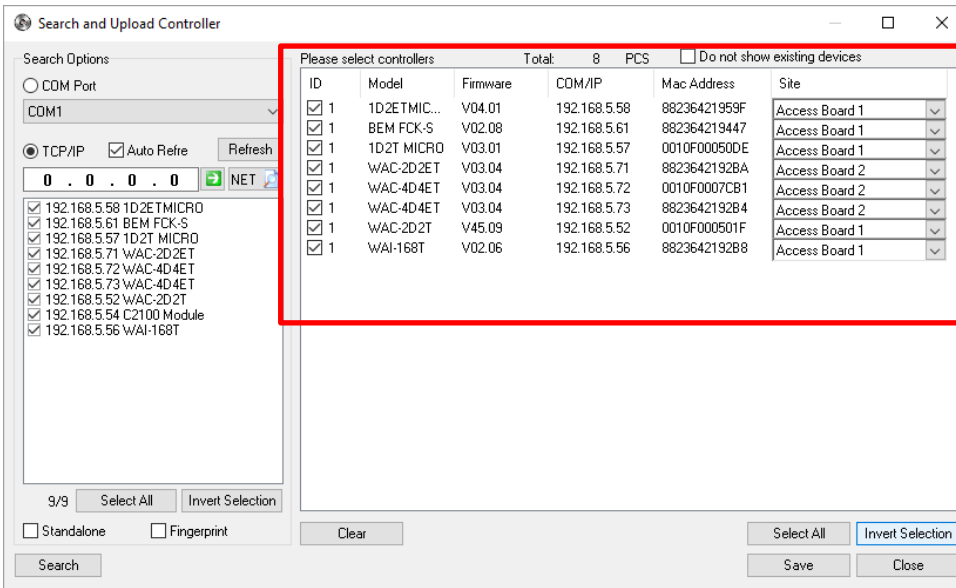 Search and Upload Controller
Search Options
COM Port
COM1
TCP/IP Auto Refre Refresh
0 . 0 . 0 . 0 NET
192.168.5.58 1D2ETMICRO
192.168.5.61 BEM FCK-S
192.168.5.57 1D2T MICRO
192.168.5.71 WAC-2D2ET
192.168.5.72 WAC-4D4ET
192.168.5.73 WAC-4D4ET
192.168.5.52 WAC-2D2T
192.168.5.54 C2100 Module
192.168.5.56 WAI-168T
9/9 Select All Invert Selection
Standalone Fingerprint
Search
Please select controllers Total: 8 PCS Do not show existing devices
ID Model Firmware COM/IP Mac Address Site
1 1D2ETMIC... V04.01 192.168.5.58 88236421959F Access Board 1
1 BEM FCK-S V02.08 192.168.5.61 882364219447 Access Board 1
1 1D2T MICRO V03.01 192.168.5.57 0010F00050DE Access Board 1
1 WAC-2D2ET V03.04 192.168.5.71 8823642192BA Access Board 2
1 WAC-4D4ET V03.04 192.168.5.72 0010F0007CB1 Access Board 2
1 WAC-4D4ET V03.04 192.168.5.73 8823642192B4 Access Board 2
1 WAC-2D2T V45.09 192.168.5.52 0010F000501F Access Board 1
1 WAI-168T V02.06 192.168.5.56 8823642192B8 Access Board 1
Clear Select All Invert Selection
Save Close